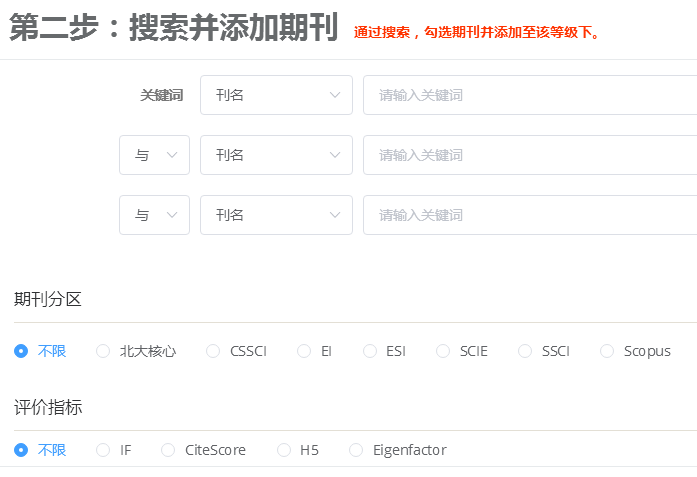 第二步：搜索并添加期刊 通过搜索，勾选期刊并添加至该等级下。
关键词 刊名 请输入关键词
与 刊名 请输入关键词
与 刊名 请输入关键词
期刊分区
不限 北大核心 CSSCI EI ESI SCIE SSCI Scopus
评价指标
不限 IF CiteScore H5 Eigenfactor